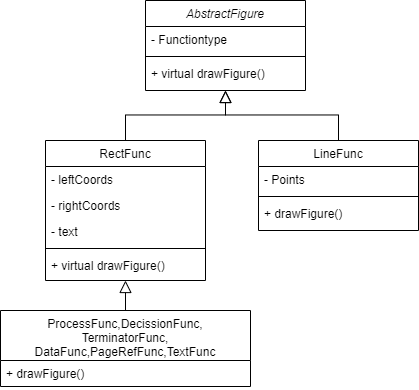 AbstractFigure
- Functiontype
+ virtual drawFigure()
RectFunc
- leftCoords
- rightCoords
- text
+ virtual drawFigure()
LineFunc
- Points
+ drawFigure()
ProcessFunc,DecissionFunc,
TerminatorFunc,
DataFunc,PageRefFunc,TextFunc
+ drawFigure()